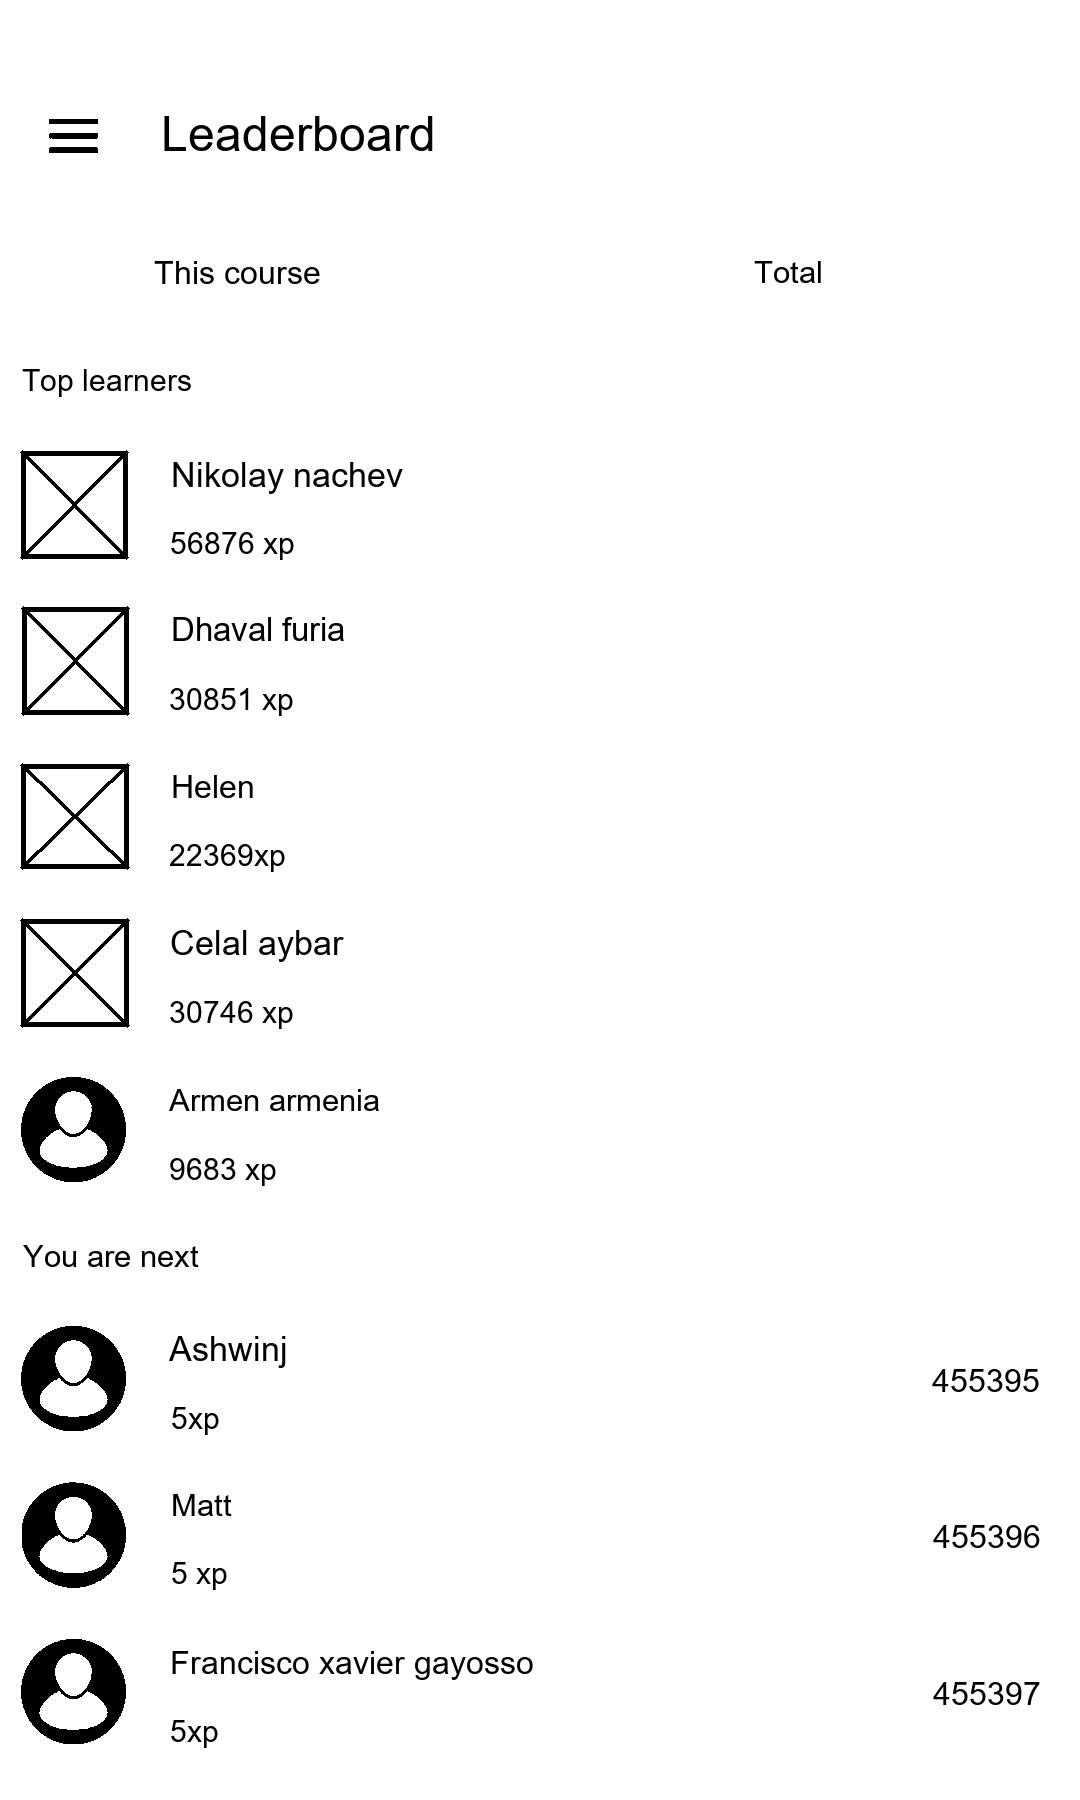 Leaderboard
This course
Total
Top learners
Nikolay nachev
56876 xp
Dhaval furia
30851 xp
Helen
22369xp
Celal aybar
30746 xp
Armen armenia
9683 xp
You are next
Ashwinj
5xp
455395
Matt
5 xp
455396
Francisco xavier gayosso
5xp
455397